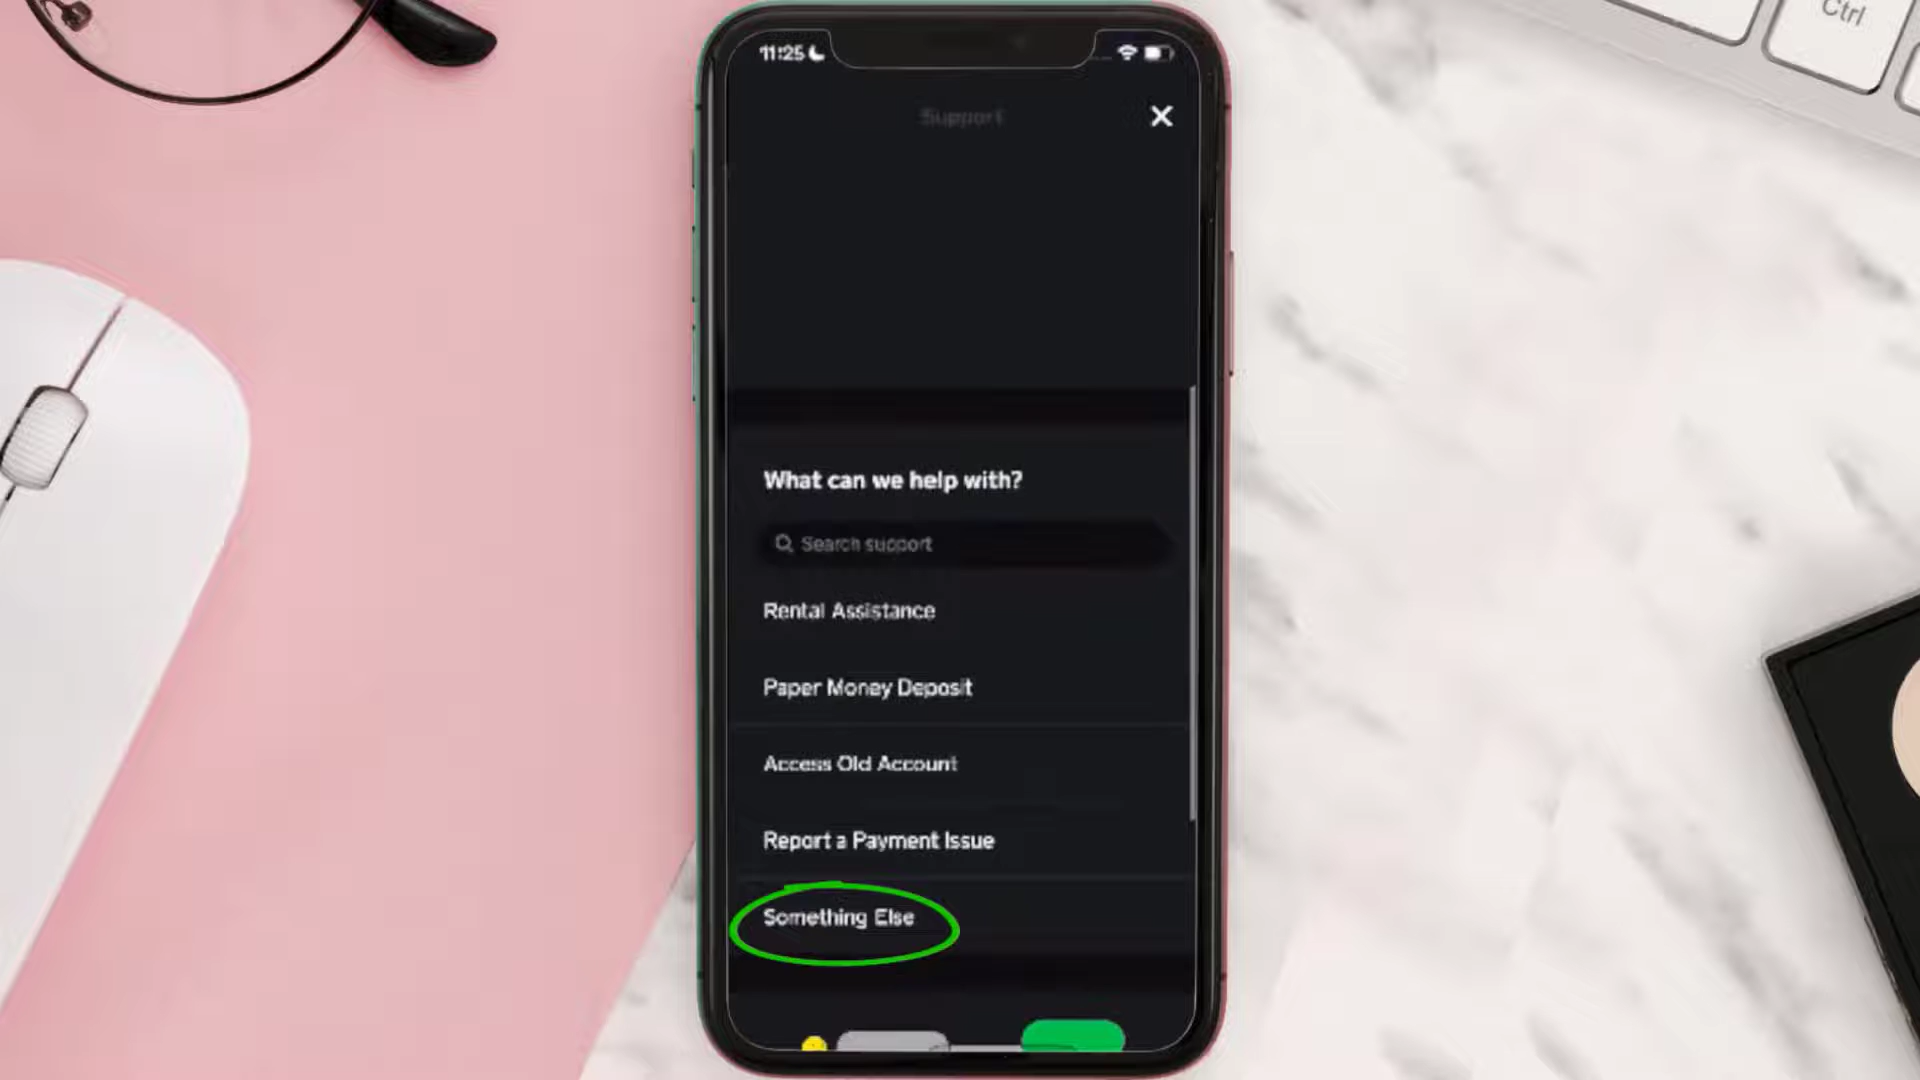 Ctrl
11:25
Support
What can we help with?
Search support
Rental Assistance
Paper Money Deposit
Access Old Account
Report a Payment Issue
Something Else